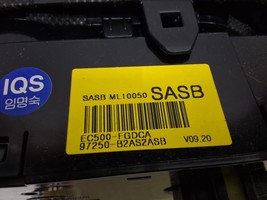 IQS
임명숙
SASB ML10050 SASB
EC500-FGDCA
97250-B2AS2ASB V09.20